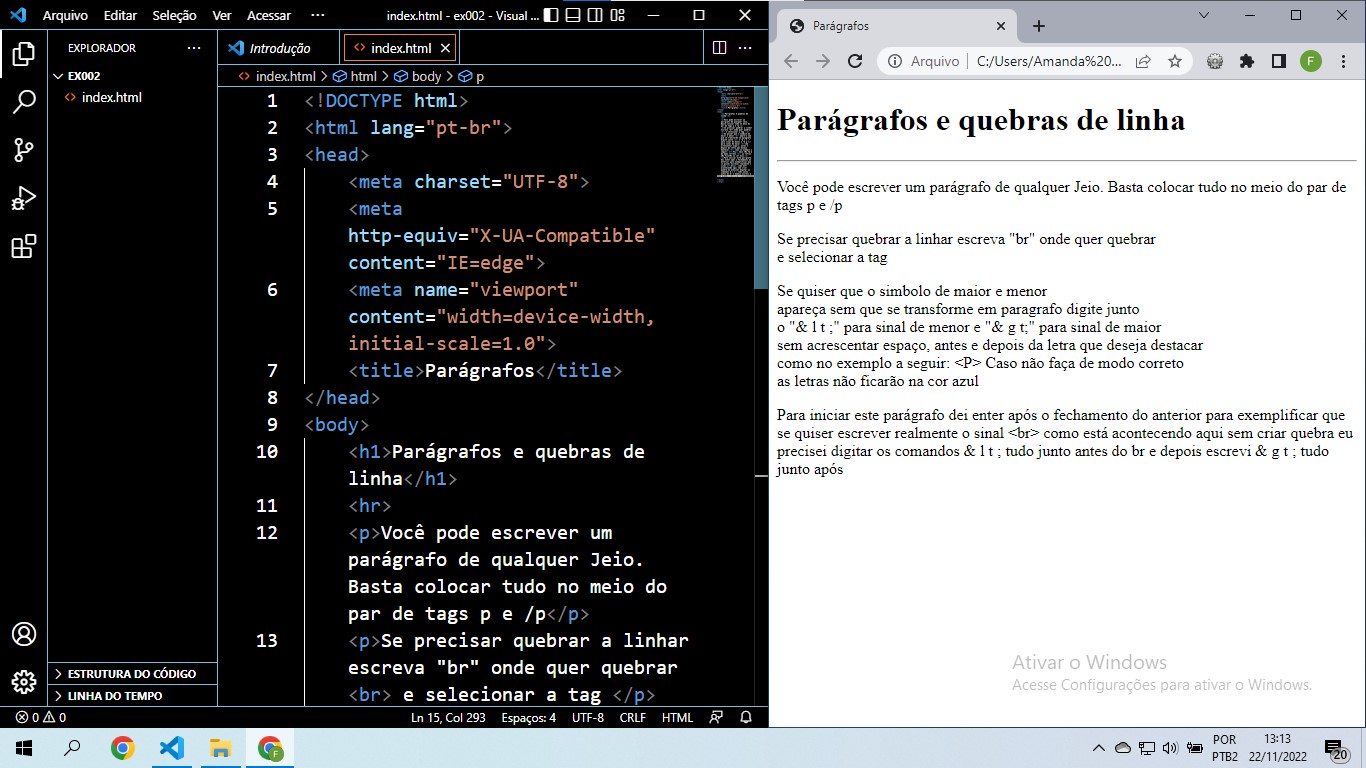 Arquivo Editar Seleção Ver Acessar ··· index.html - ex002 - Visual ...
EXPLORADOR ···
EX002
index.html
ESTRUTURA DO CÓDIGO
LINHA DO TEMPO
Introdução index.html ···
index.html > html > body > p
1 <!DOCTYPE html>
2 <html lang="pt-br">
3 <head>
4 <meta charset="UTF-8">
5 <meta
http-equiv="X-UA-Compatible"
content="IE=edge">
6 <meta name="viewport"
content="width=device-width,
initial-scale=1.0">
7 <title>Parágrafos</title>
8 </head>
9 <body>
10 <h1>Parágrafos e quebras de
linha</h1>
11 <hr>
12 <p>Você pode escrever um
parágrafo de qualquer Jeio.
Basta colocar tudo no meio do
par de tags p e /p</p>
13 <p>Se precisar quebrar a linhar
escreva "br" onde quer quebrar
<br> e selecionar a tag </p>
0 0 Ln 15, Col 293 Espaços: 4 UTF-8 CRLF HTML
Parágrafos
Arquivo C:/Users/Amanda%20... F
Parágrafos e quebras de linha
Você pode escrever um parágrafo de qualquer Jeio. Basta colocar tudo no meio do par de
tags p e /p
Se precisar quebrar a linhar escreva "br" onde quer quebrar
e selecionar a tag
Se quiser que o simbolo de maior e menor
apareça sem que se transforme em paragrafo digite junto
o "& l t ;" para sinal de menor e "& g t;" para sinal de maior
sem acrescentar espaço, antes e depois da letra que deseja destacar
como no exemplo a seguir: <P> Caso não faça de modo correto
as letras não ficarão na cor azul
Para iniciar este parágrafo dei enter após o fechamento do anterior para exemplificar que
se quiser escrever realmente o sinal <br> como está acontecendo aqui sem criar quebra eu
precisei digitar os comandos & l t ; tudo junto antes do br e depois escrevi & g t ; tudo
junto após
Ativar o Windows
Acesse Configurações para ativar o Windows.
F
POR
PTB2
13:13
22/11/2022
20